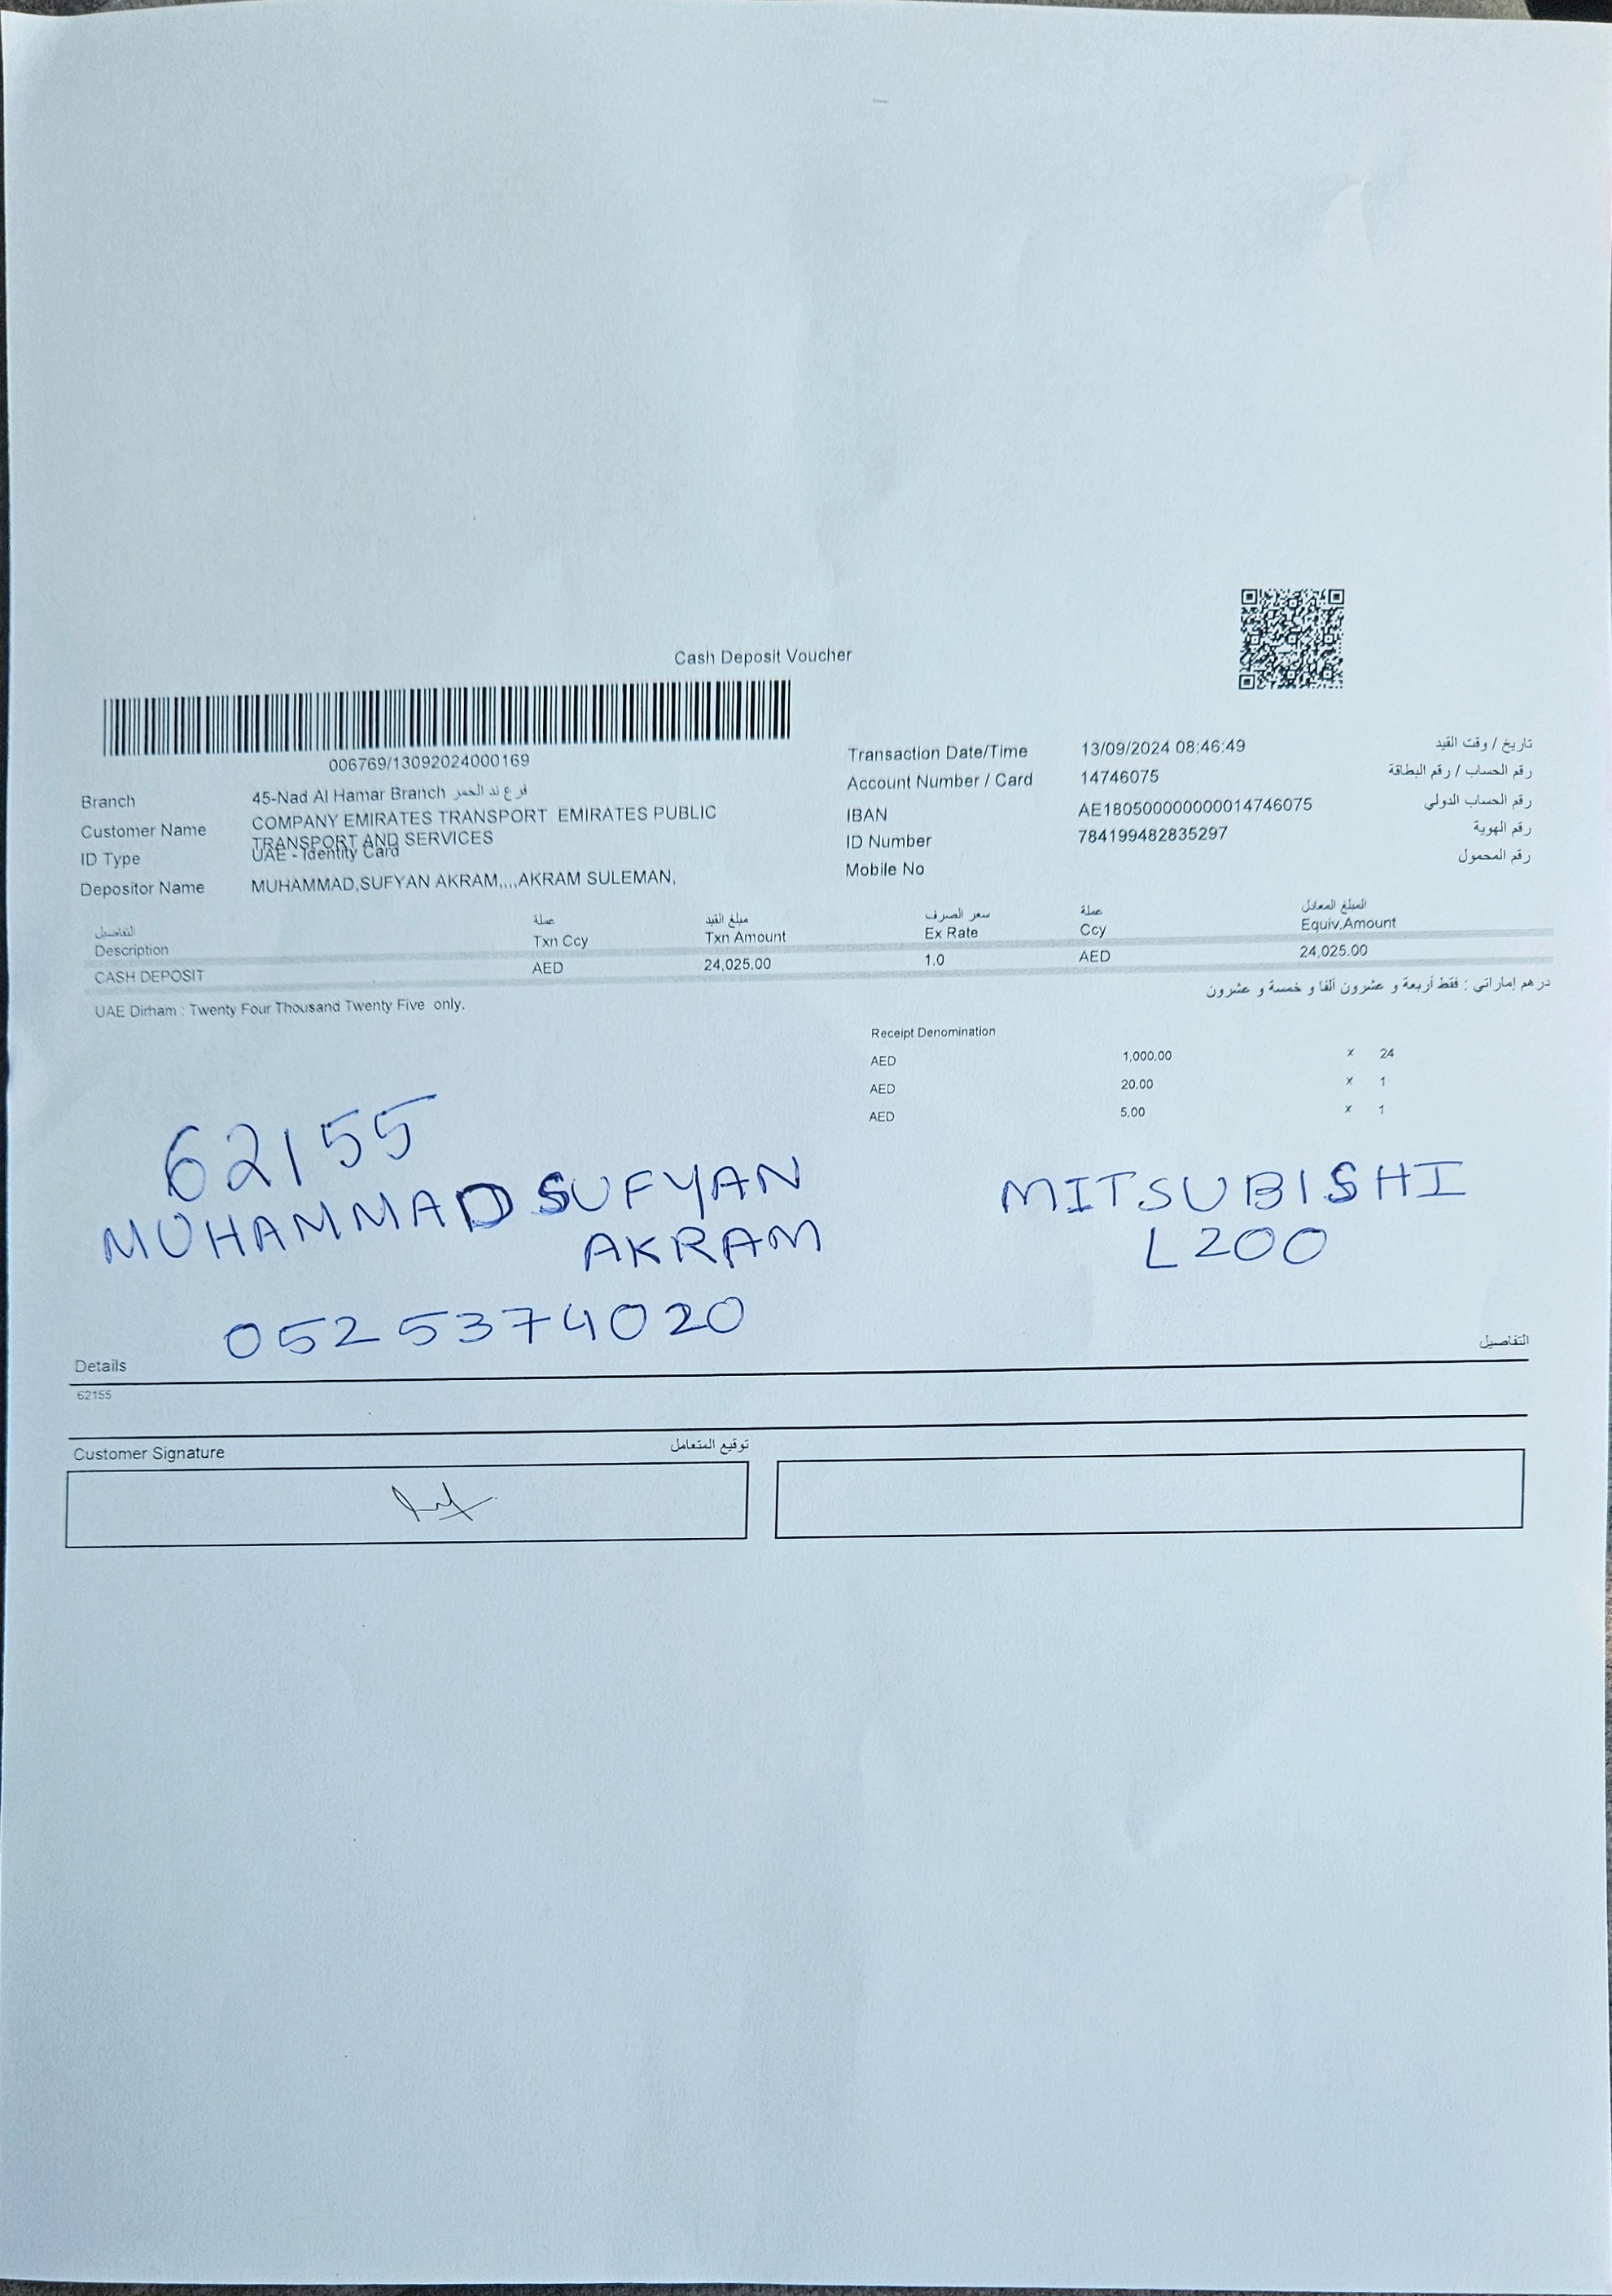 Cash Deposit Voucher
006769/13092024000169
Transaction Date/Time 13/09/2024 08:46:49 تاريخ / وقت القيد
Account Number / Card 14746075 رقم الحساب / رقم البطاقة
Branch 45-Nad Al Hamar Branch فرع ند الحمر
IBAN AE180500000000014746075 رقم الحساب الدولي
Customer Name COMPANY EMIRATES TRANSPORT EMIRATES PUBLIC
TRANSPORT AND SERVICES
ID Number 784199482835297 رقم الهوية
ID Type UAE - Identity Card
Mobile No رقم المحمول
Depositor Name MUHAMMAD,SUFYAN AKRAM,,,,AKRAM SULEMAN,
التفاصيل عملة مبلغ القيد سعر الصرف عملة المبلغ المعادل
Description Txn Ccy Txn Amount Ex Rate Ccy Equiv.Amount
CASH DEPOSIT AED 24,025.00 1.0 AED 24,025.00
UAE Dirham : Twenty Four Thousand Twenty Five only.
درهم إماراتي : فقط أربعة و عشرون ألفا و خمسة و عشرون
Receipt Denomination
AED 1,000.00 x 24
AED 20.00 x 1
AED 5.00 x 1
62155
MUHAMMAD SUFYAN
AKRAM
MITSUBISHI
L200
0525374020
Details التفاصيل
62155
Customer Signature توقيع المتعامل